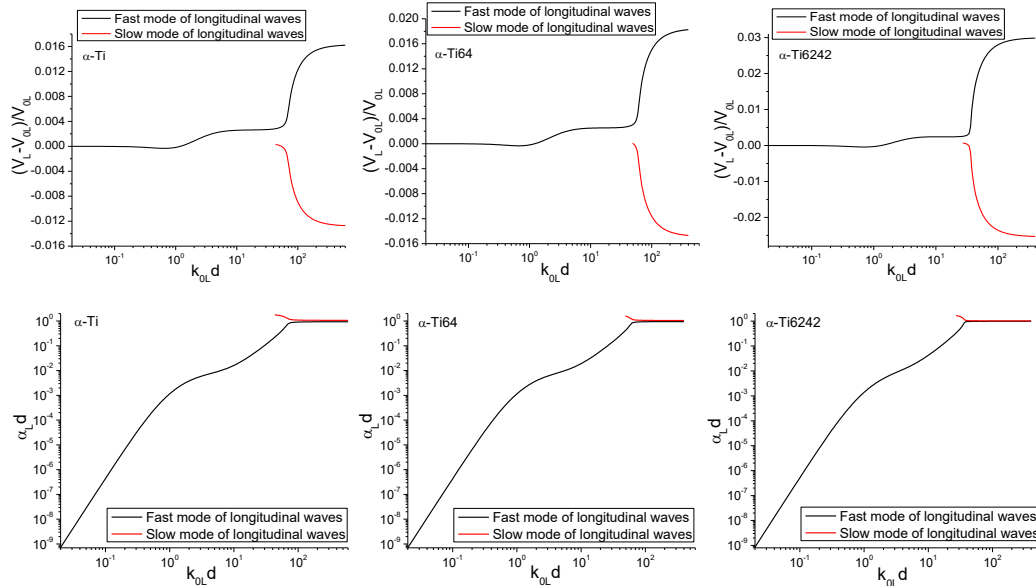 Fast mode of longitudinal waves
Slow mode of longitudinal waves
α-Ti
0.016
0.012
0.008
0.004
0.000
-0.004
-0.008
-0.012
-0.016
(V_L-V_0L)/V_0L
10^-1 10^0 10^1 10^2
k_0L d
Fast mode of longitudinal waves
Slow mode of longitudinal waves
α-Ti64
0.020
0.016
0.012
0.008
0.004
0.000
-0.004
-0.008
-0.012
-0.016
(V_L-V_0L)/V_0L
10^-1 10^0 10^1 10^2
k_0L d
Fast mode of longitudinal waves
Slow mode of longitudinal waves
α-Ti6242
0.03
0.02
0.01
0.00
-0.01
-0.02
(V_L-V_0L)/V_0L
10^-1 10^0 10^1 10^2
k_0L d
α-Ti
10^0
10^-1
10^-2
10^-3
10^-4
10^-5
10^-6
10^-7
10^-8
10^-9
α_L d
Fast mode of longitudinal waves
Slow mode of longitudinal waves
10^-1 10^0 10^1 10^2
k_0L d
α-Ti64
10^0
10^-1
10^-2
10^-3
10^-4
10^-5
10^-6
10^-7
10^-8
10^-9
α_L d
Fast mode of longitudinal waves
Slow mode of longitudinal waves
10^-1 10^0 10^1 10^2
k_0L d
α-Ti6242
10^0
10^-1
10^-2
10^-3
10^-4
10^-5
10^-6
10^-7
10^-8
10^-9
α_L d
Fast mode of longitudinal waves
Slow mode of longitudinal waves
10^-1 10^0 10^1 10^2
k_0L d